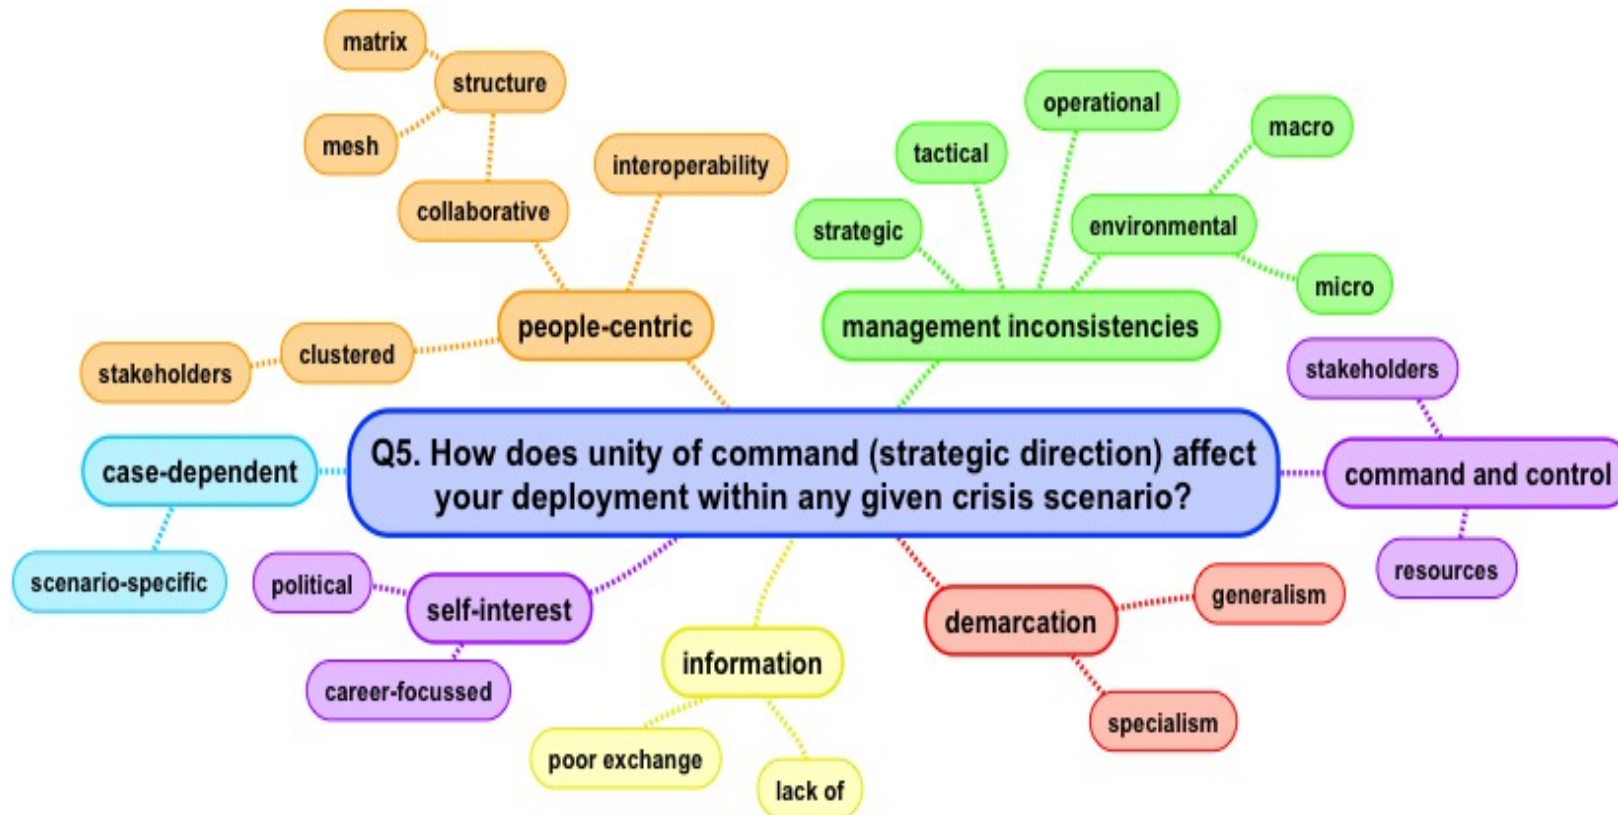 matrix
structure
mesh
collaborative
interoperability
people-centric
clustered
stakeholders
operational
macro
tactical
environmental
strategic
micro
management inconsistencies
stakeholders
command and control
resources
Q5. How does unity of command (strategic direction) affect
your deployment within any given crisis scenario?
case-dependent
scenario-specific
political
self-interest
career-focussed
information
poor exchange
lack of
demarcation
generalism
specialism